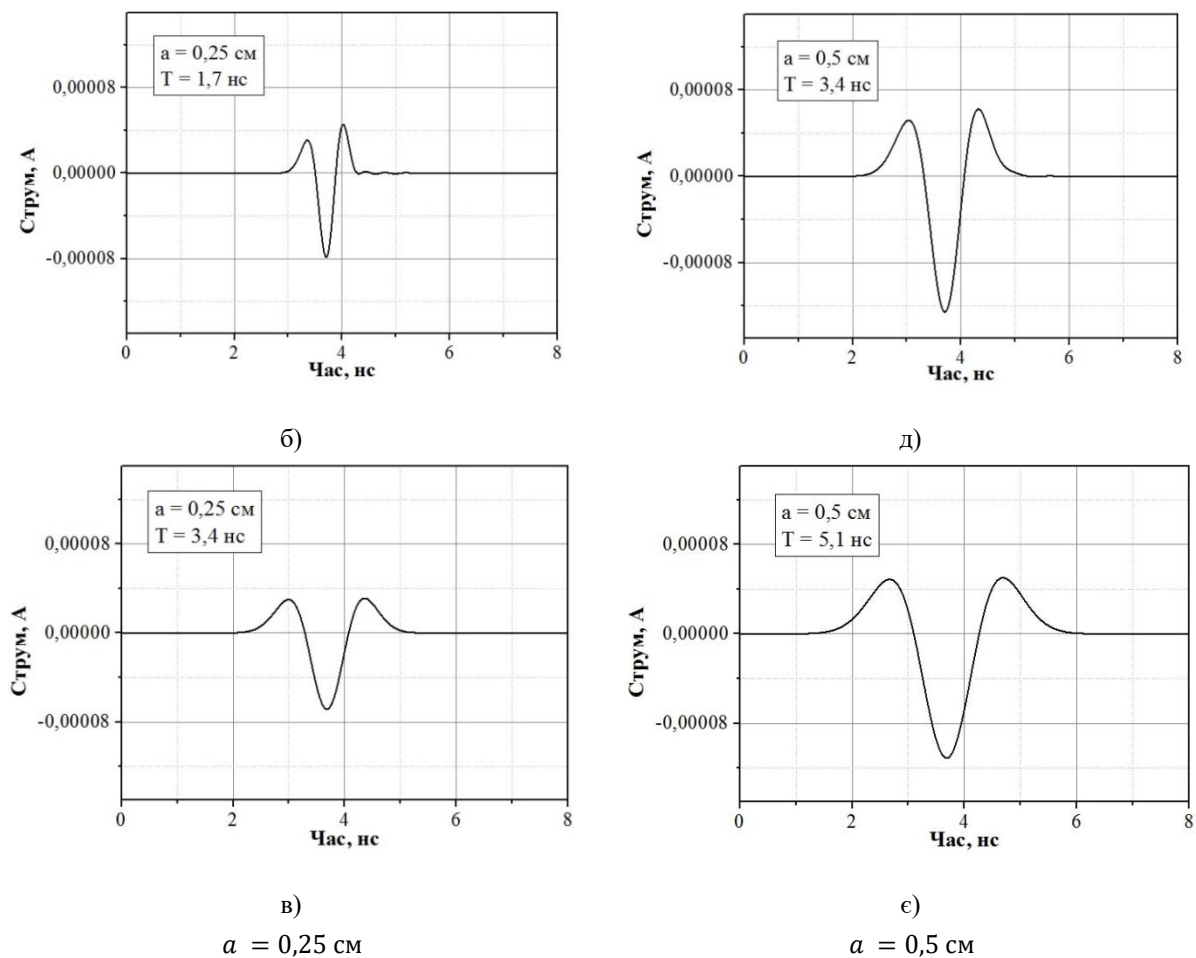 a = 0,25 см
T = 1,7 нс
0,00008
0,00000
-0,00008
Струм, А
0 2 4 6 8
Час, нс
б)
a = 0,5 см
T = 3,4 нс
0,00008
0,00000
-0,00008
Струм, А
0 2 4 6 8
Час, нс
д)
a = 0,25 см
T = 3,4 нс
0,00008
0,00000
-0,00008
Струм, А
0 2 4 6 8
Час, нс
в)
a = 0,25 см
a = 0,5 см
T = 5,1 нс
0,00008
0,00000
-0,00008
Струм, А
0 2 4 6 8
Час, нс
є)
a = 0,5 см